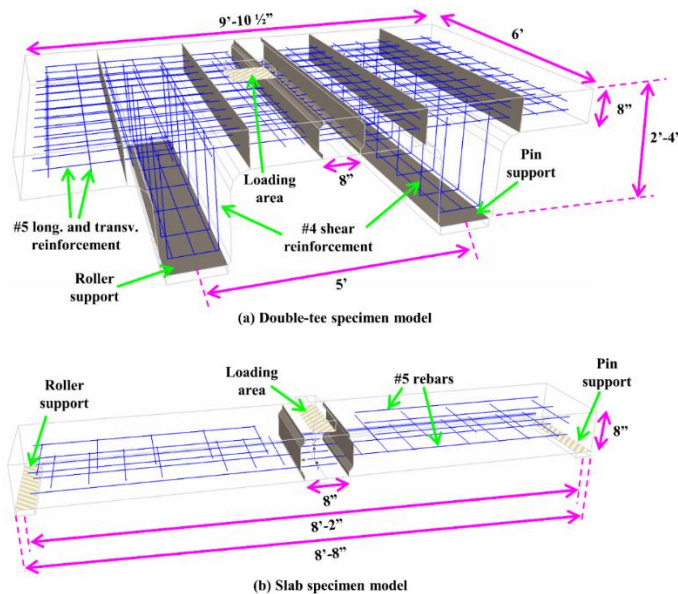 9’-10 ½”
6’
8”
2’-4”
Loading
area
8”
Pin
support
#5 long. and transv.
reinforcement
#4 shear
reinforcement
Roller
support
5’
(a) Double-tee specimen model
Roller
support
Loading
area
#5 rebars
Pin
support
8”
8”
8’-2”
8’-8”
(b) Slab specimen model